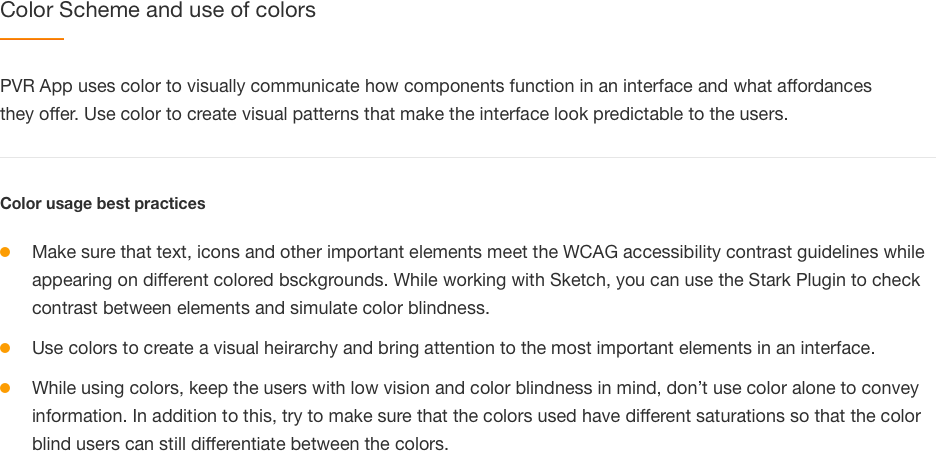 Color Scheme and use of colors
PVR App uses color to visually communicate how components function in an interface and what affordances
they offer. Use color to create visual patterns that make the interface look predictable to the users.
Color usage best practices
Make sure that text, icons and other important elements meet the WCAG accessibility contrast guidelines while
appearing on different colored bsckgrounds. While working with Sketch, you can use the Stark Plugin to check
contrast between elements and simulate color blindness.
Use colors to create a visual heirarchy and bring attention to the most important elements in an interface.
While using colors, keep the users with low vision and color blindness in mind, don’t use color alone to convey
information. In addition to this, try to make sure that the colors used have different saturations so that the color
blind users can still differentiate between the colors.